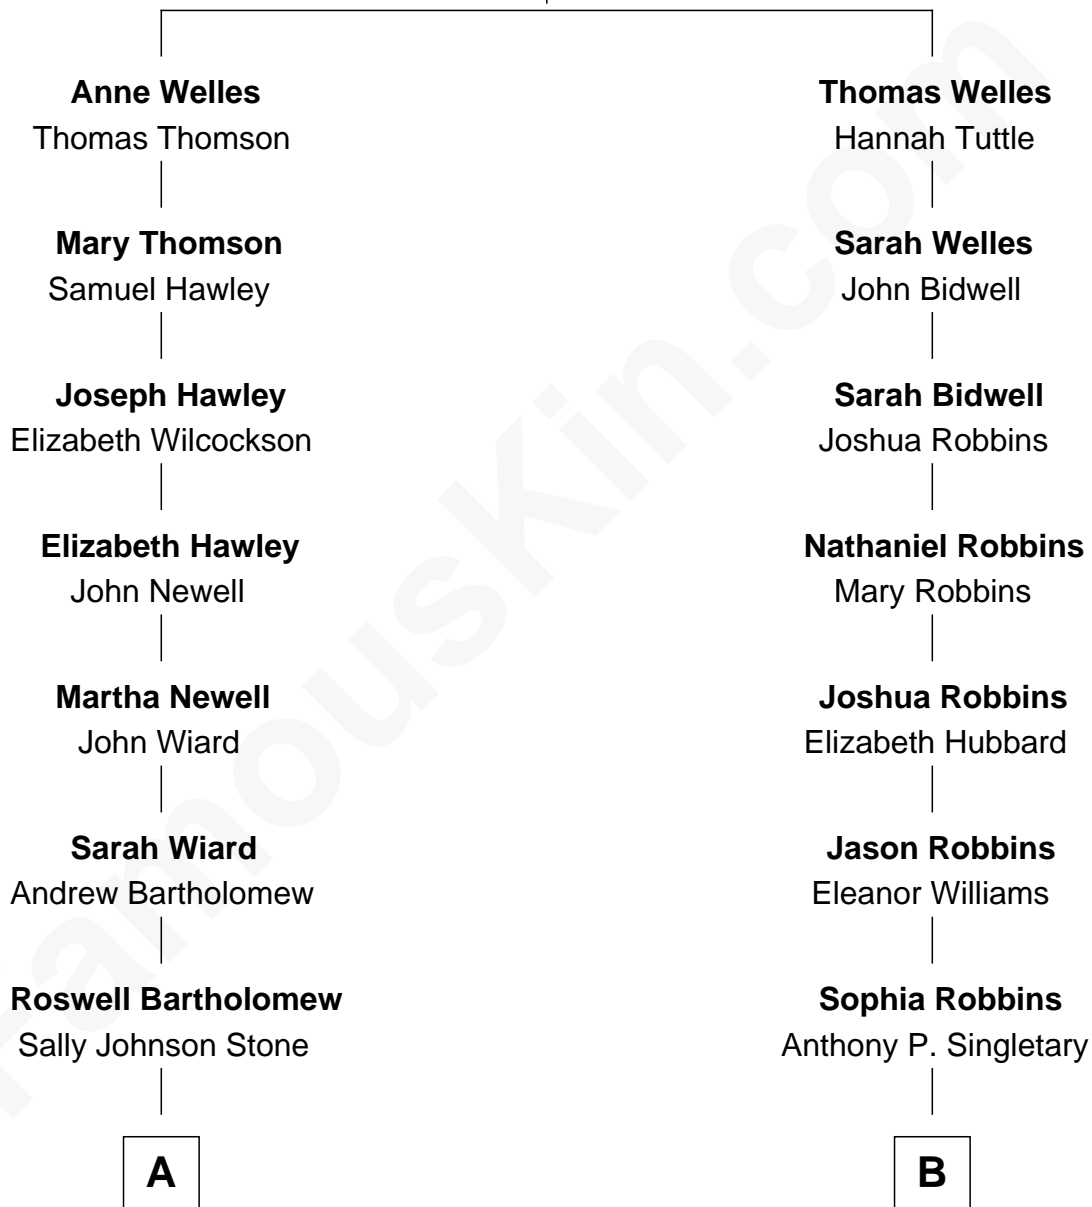 Anne Welles
Thomas Thomson
Mary Thomson
Samuel Hawley
Joseph Hawley
Elizabeth Wilcockson
Elizabeth Hawley
John Newell
Martha Newell
John Wiard
Sarah Wiard
Andrew Bartholomew
Roswell Bartholomew
Sally Johnson Stone
A
Thomas Welles
Hannah Tuttle
Sarah Welles
John Bidwell
Sarah Bidwell
Joshua Robbins
Nathaniel Robbins
Mary Robbins
Joshua Robbins
Elizabeth Hubbard
Jason Robbins
Eleanor Williams
Sophia Robbins
Anthony P. Singletary
B
FamousKin.com